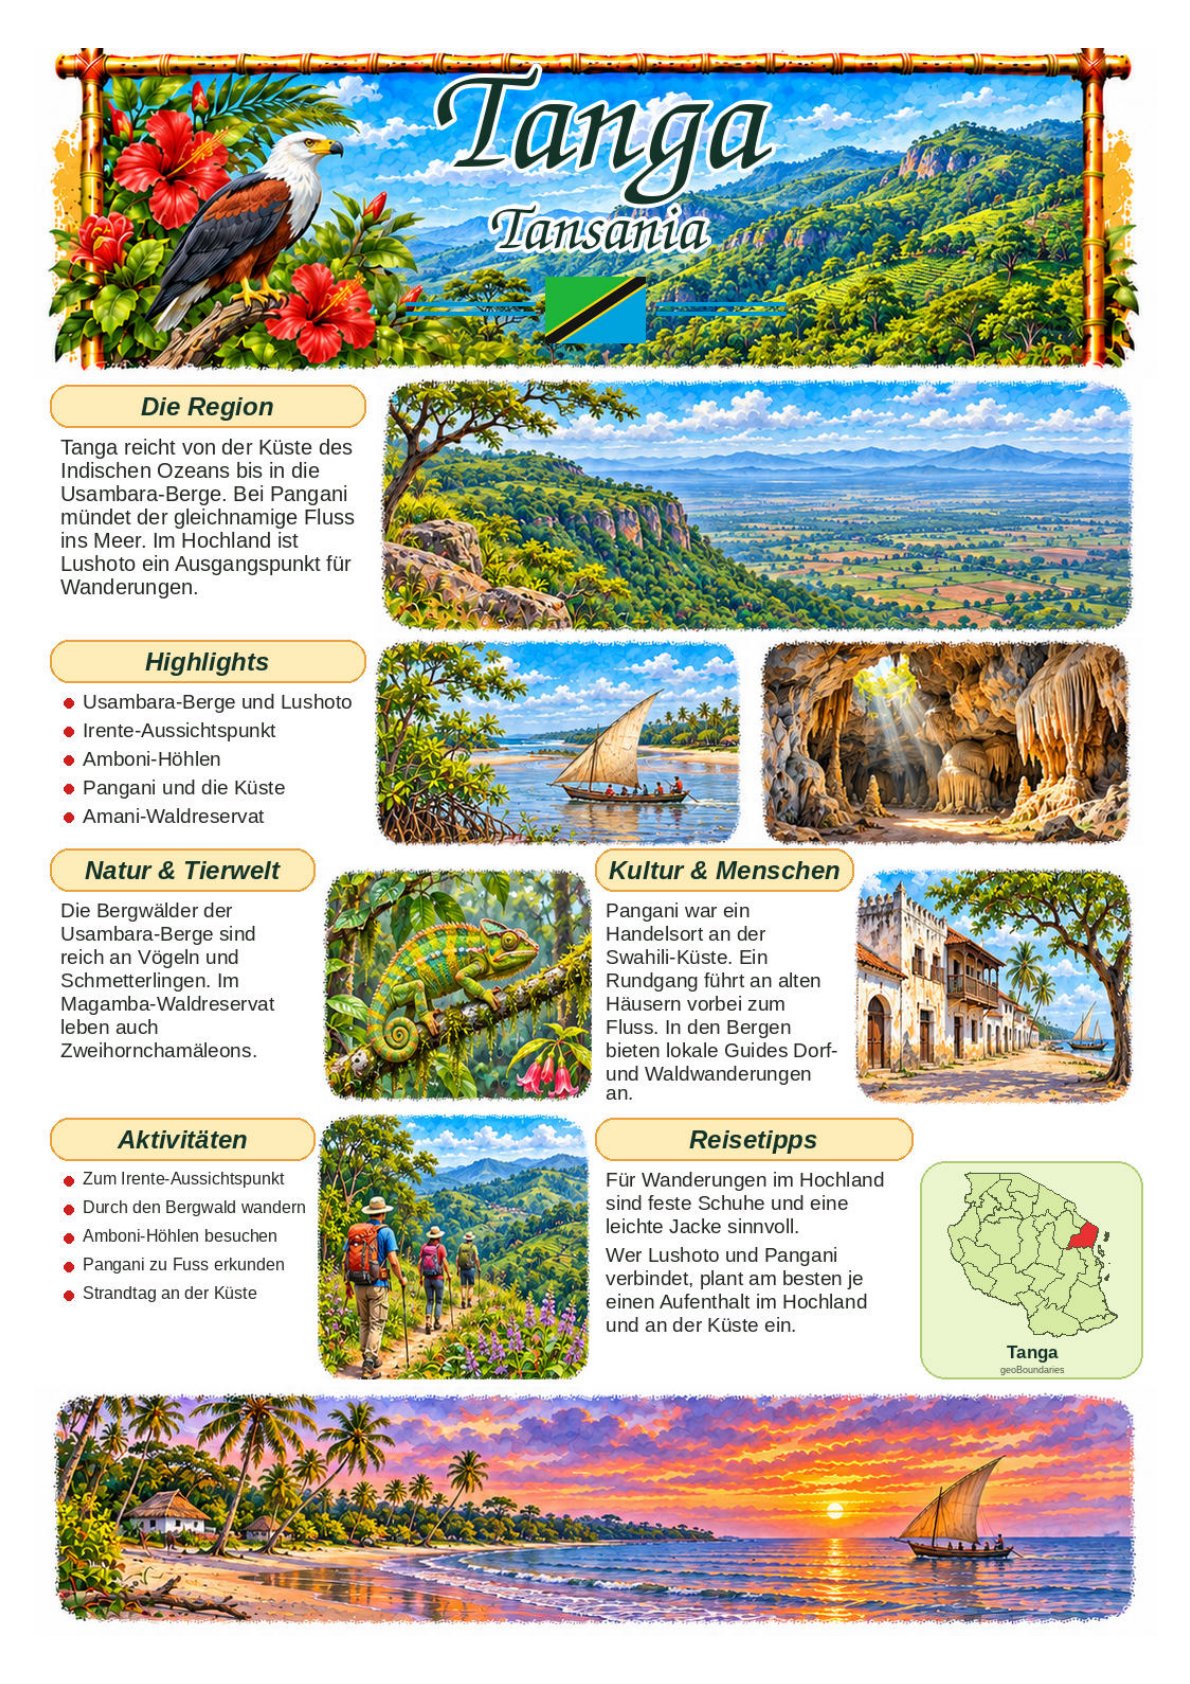 Tanga
Tansania
Die Region
Tanga reicht von der Küste des
Indischen Ozeans bis in die
Usambara-Berge. Bei Pangani
mündet der gleichnamige Fluss
ins Meer. Im Hochland ist
Lushoto ein Ausgangspunkt für
Wanderungen.
Highlights
Usambara-Berge und Lushoto
Irente-Aussichtspunkt
Amboni-Höhlen
Pangani und die Küste
Amani-Waldreservat
Natur & Tierwelt
Die Bergwälder der
Usambara-Berge sind
reich an Vögeln und
Schmetterlingen. Im
Magamba-Waldreservat
leben auch
Zweihornchamäleons.
Kultur & Menschen
Pangani war ein
Handelsort an der
Swahili-Küste. Ein
Rundgang führt an alten
Häusern vorbei zum
Fluss. In den Bergen
bieten lokale Guides Dorf-
und Waldwanderungen
an.
Aktivitäten
Zum Irente-Aussichtspunkt
Durch den Bergwald wandern
Amboni-Höhlen besuchen
Pangani zu Fuss erkunden
Strandtag an der Küste
Reisetipps
Für Wanderungen im Hochland
sind feste Schuhe und eine
leichte Jacke sinnvoll.
Wer Lushoto und Pangani
verbindet, plant am besten je
einen Aufenthalt im Hochland
und an der Küste ein.
Tanga
geoBoundaries